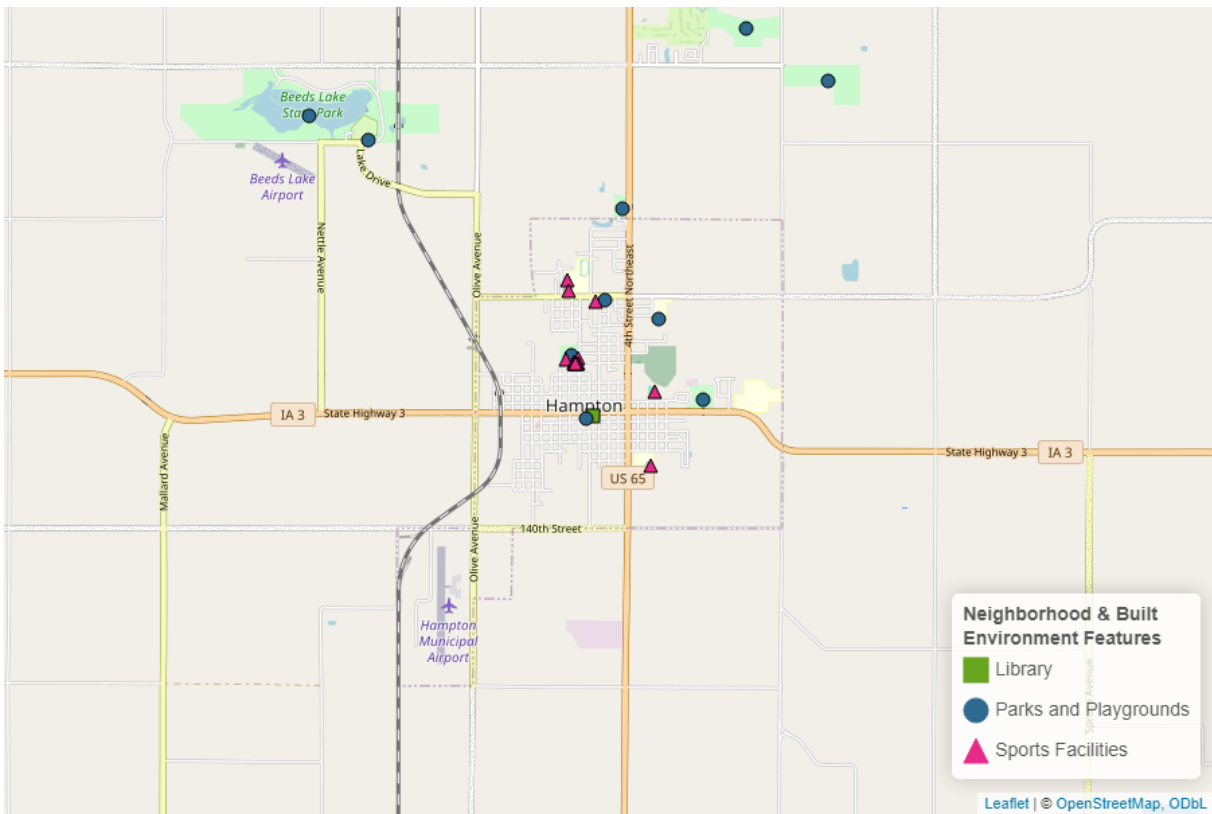 Beeds Lake
State Park
Lake Drive
Beeds Lake
Airport
Nettle Avenue
Olive Avenue
4th Street Northeast
Hampton
IA 3
State Highway 3
State Highway 3
IA 3
Mallard Avenue
US 65
140th Street
Olive Avenue
Hampton
Municipal
Airport
Neighborhood & Built
Environment Features
Library
Parks and Playgrounds
Sports Facilities
Leaflet | © OpenStreetMap, ODbL